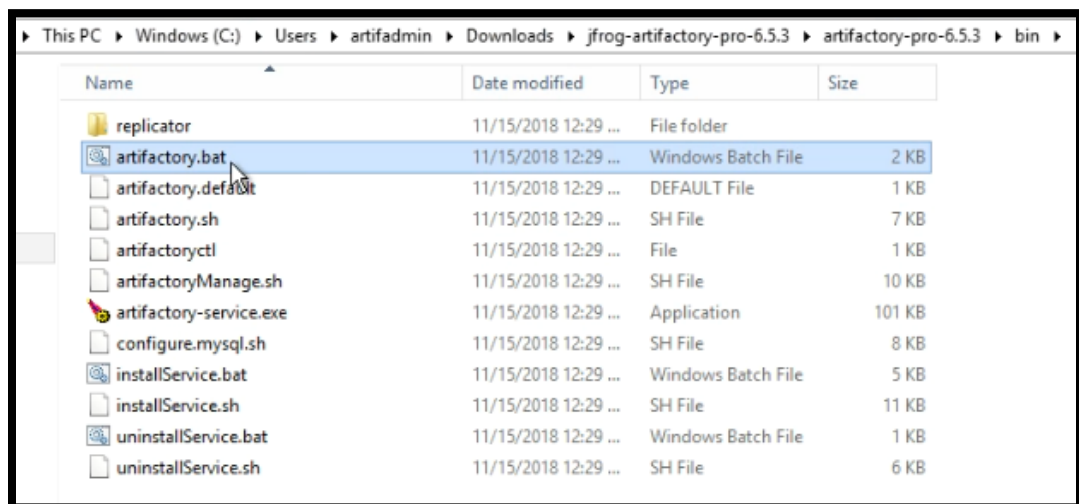 This PC Windows (C:) Users artifadmin Downloads jfrog-artifactory-pro-6.5.3 artifactory-pro-6.5.3 bin
Name Date modified Type Size
replicator 11/15/2018 12:29 ... File folder
artifactory.bat 11/15/2018 12:29 ... Windows Batch File 2 KB
artifactory.default 11/15/2018 12:29 ... DEFAULT File 1 KB
artifactory.sh 11/15/2018 12:29 ... SH File 7 KB
artifactoryctl 11/15/2018 12:29 ... File 1 KB
artifactoryManage.sh 11/15/2018 12:29 ... SH File 10 KB
artifactory-service.exe 11/15/2018 12:29 ... Application 101 KB
configure.mysql.sh 11/15/2018 12:29 ... SH File 8 KB
installService.bat 11/15/2018 12:29 ... Windows Batch File 5 KB
installService.sh 11/15/2018 12:29 ... SH File 11 KB
uninstallService.bat 11/15/2018 12:29 ... Windows Batch File 1 KB
uninstallService.sh 11/15/2018 12:29 ... SH File 6 KB